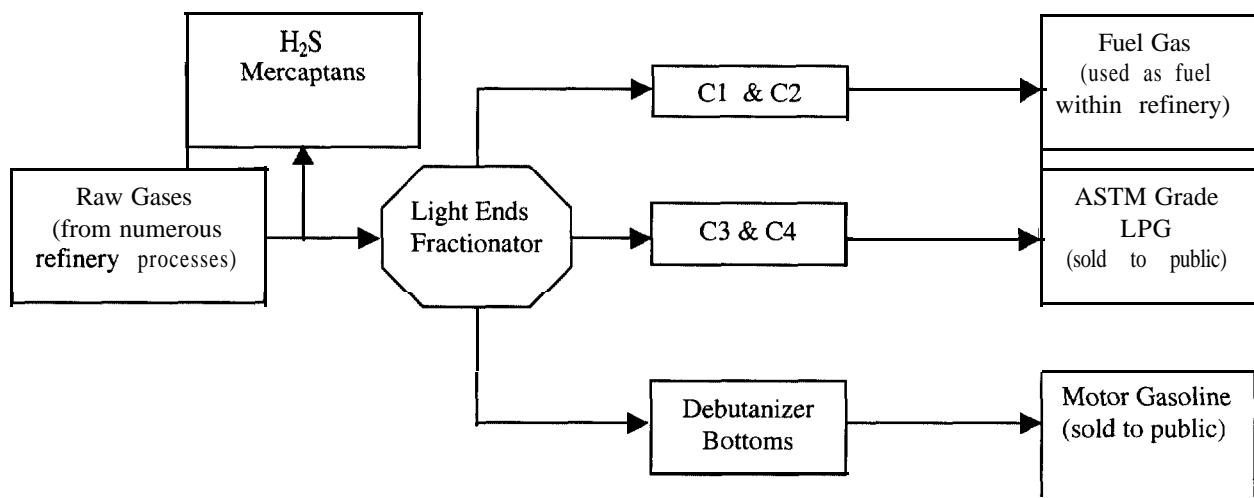 H₂S
Mercaptans
Raw Gases
(from numerous
refinery processes)
Light Ends
Fractionator
C1 & C2
C3 & C4
Debutanizer
Bottoms
Fuel Gas
(used as fuel
within refinery)
ASTM Grade
LPG
(sold to public)
Motor Gasoline
(sold to public)